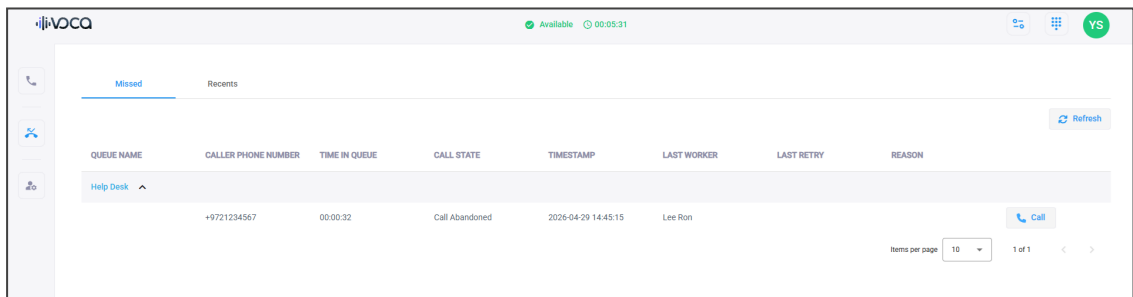 VOCA
Available 00:05:31
YS
Missed Recents
Refresh
QUEUE NAME CALLER PHONE NUMBER TIME IN QUEUE CALL STATE TIMESTAMP LAST WORKER LAST RETRY REASON
Help Desk
+9721234567 00:00:32 Call Abandoned 2026-04-29 14:45:15 Lee Ron Call
Items per page 10 1 of 1